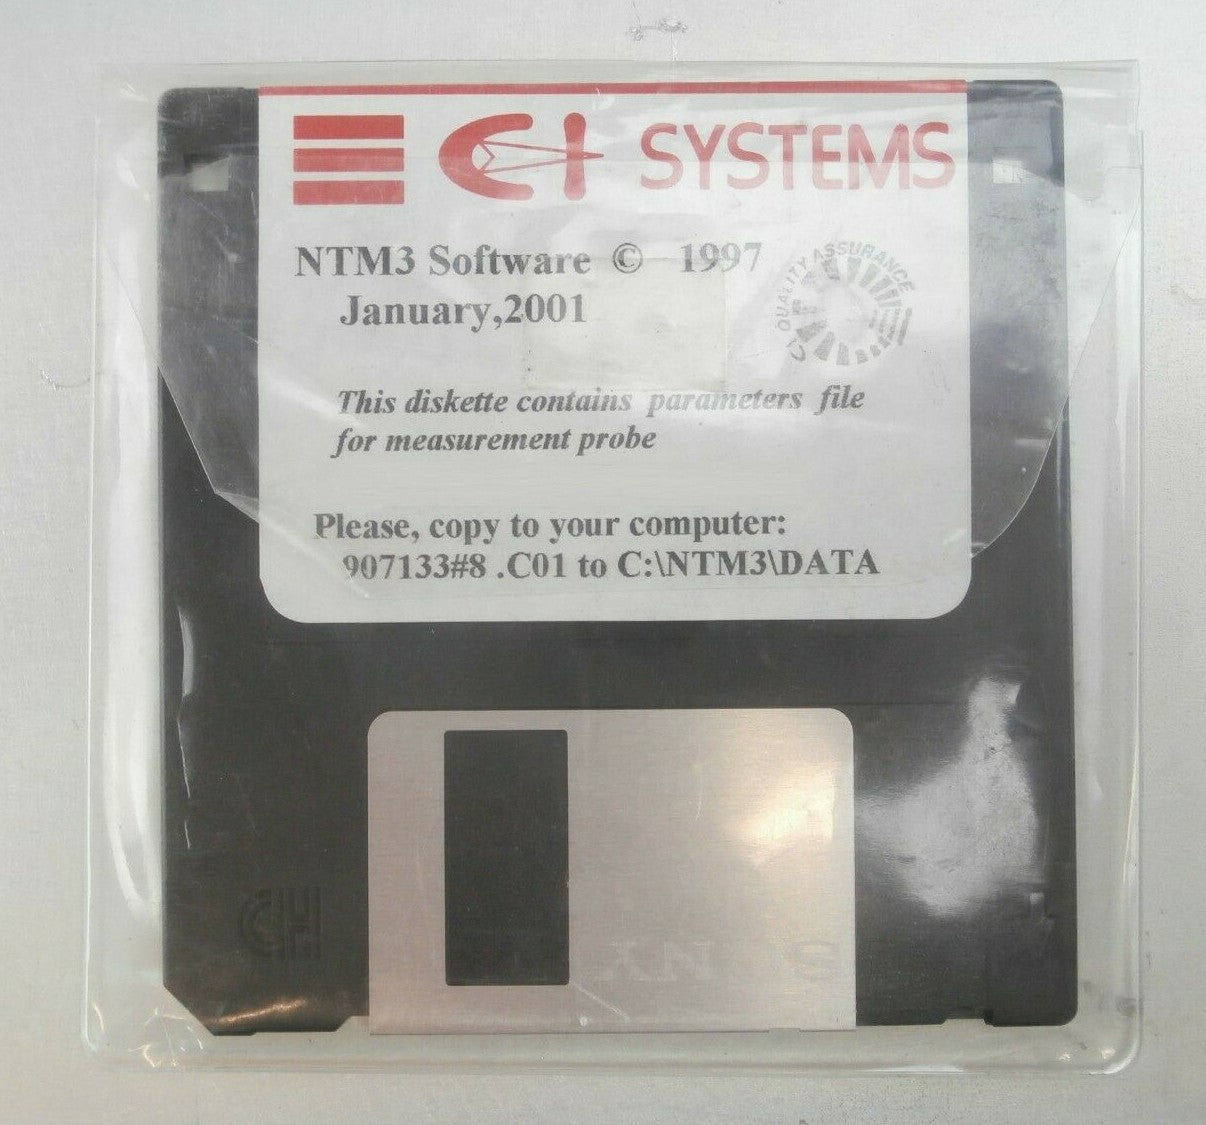 CI SYSTEMS
NTM3 Software © 1997
January,2001
QUALITY ASSURANCE
This diskette contains parameters file
for measurement probe
Please, copy to your computer:
907133#8 .C01 to C:\NTM3\DATA
HD